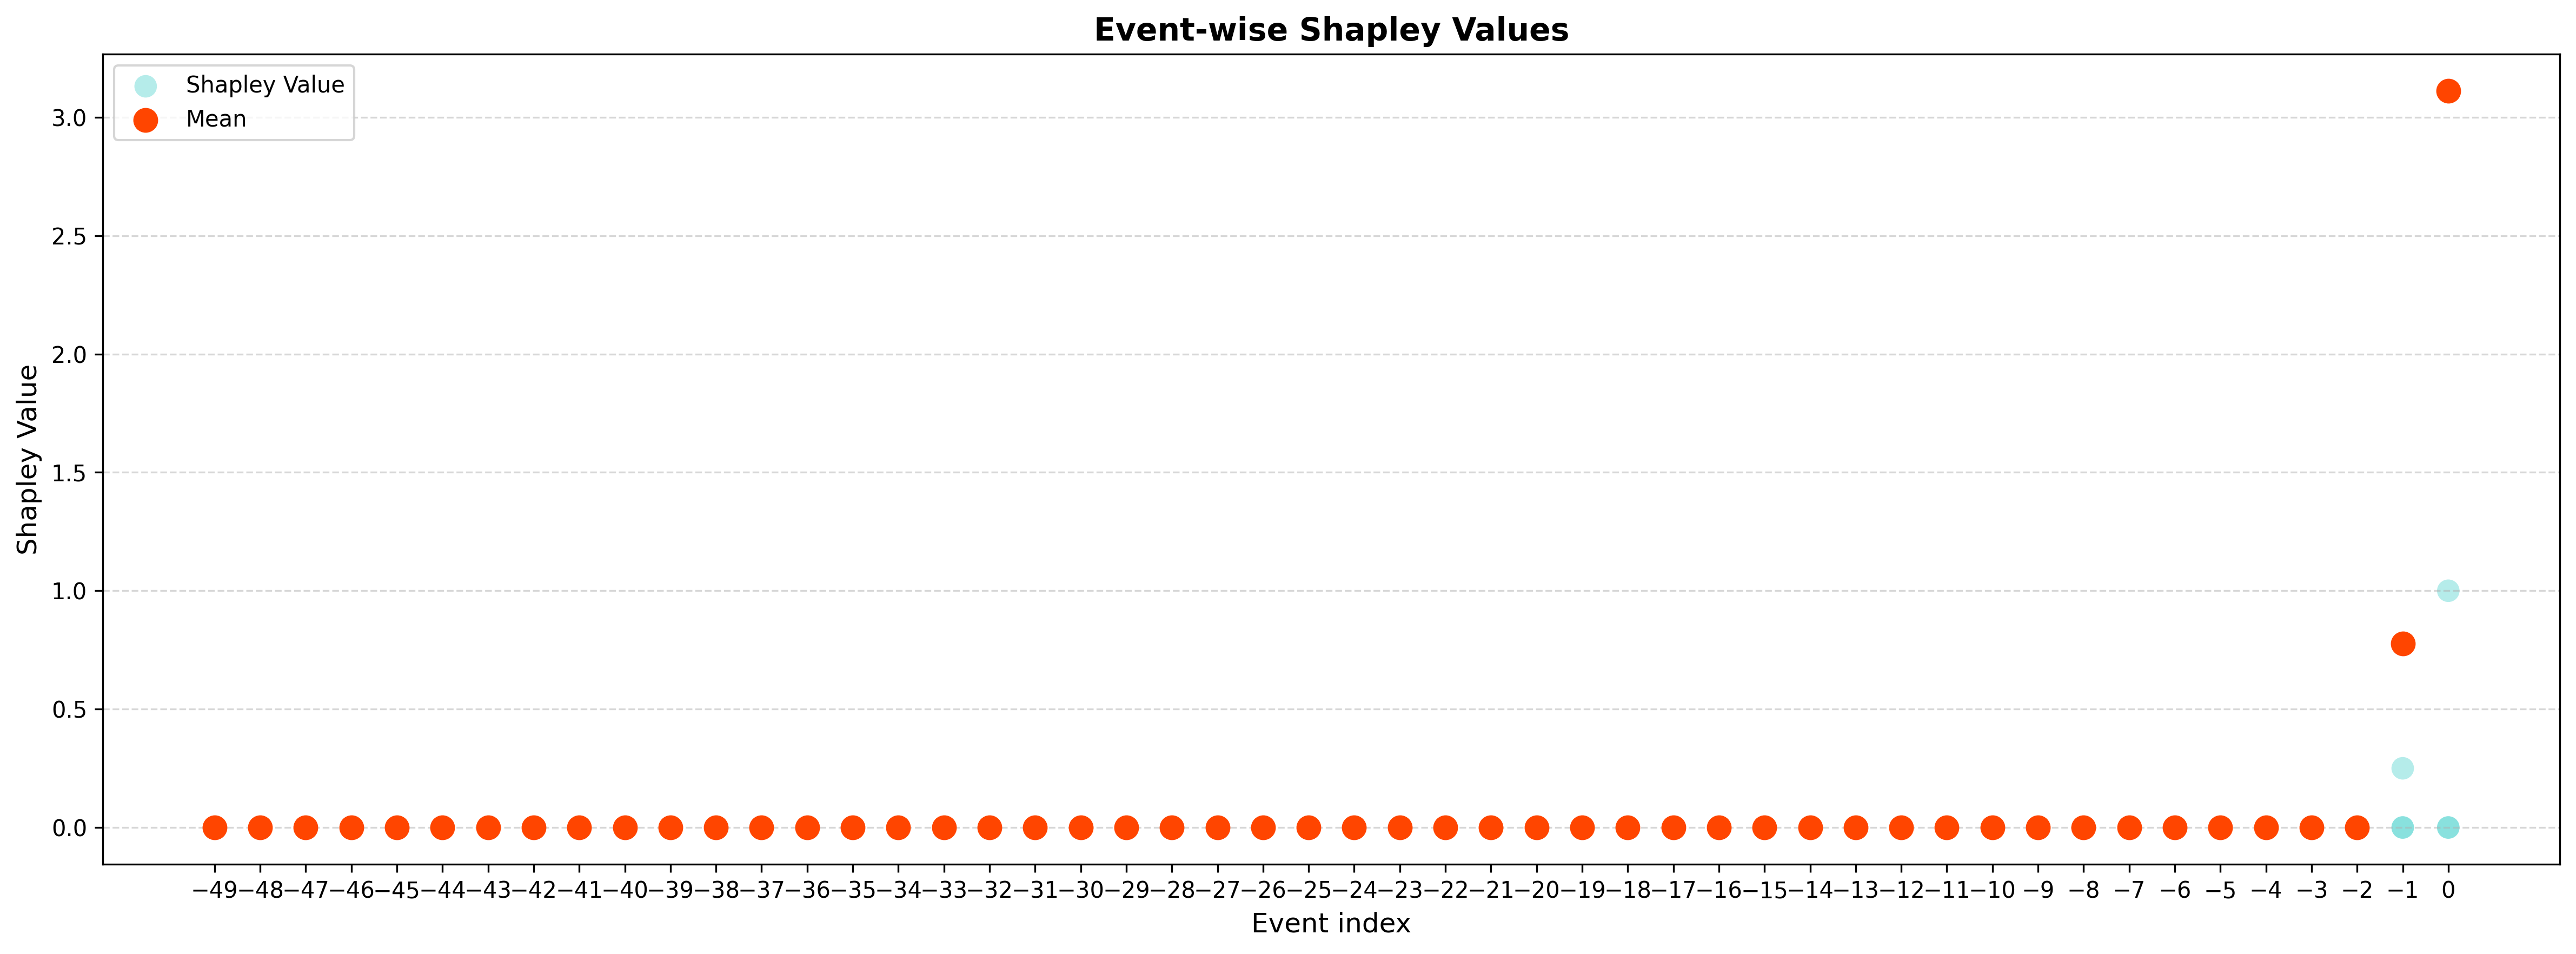 Event-wise Shapley Values
Shapley Value
Mean
3.0
2.5
2.0
1.5
1.0
0.5
0.0
Shapley Value
−49 −48 −47 −46 −45 −44 −43 −42 −41 −40 −39 −38 −37 −36 −35 −34 −33 −32 −31 −30 −29 −28 −27 −26 −25 −24 −23 −22 −21 −20 −19 −18 −17 −16 −15 −14 −13 −12 −11 −10 −9 −8 −7 −6 −5 −4 −3 −2 −1 0
Event index